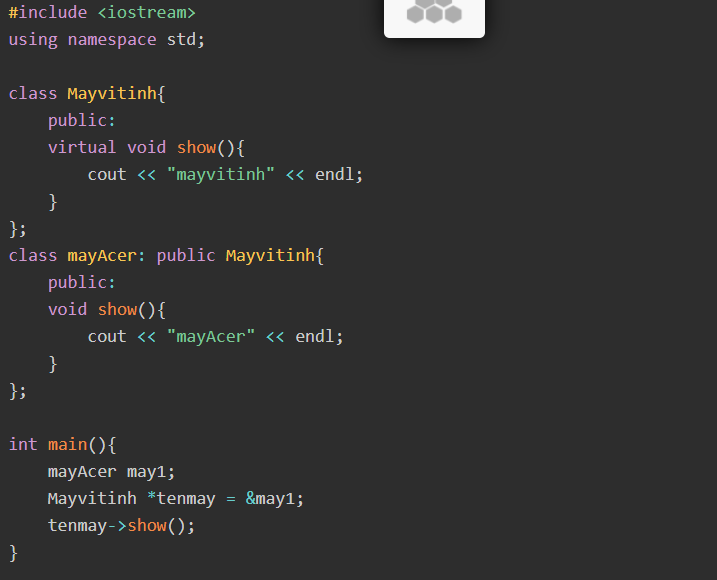 #include <iostream>
using namespace std;

class Mayvitinh{
    public:
    virtual void show(){
        cout << "mayvitinh" << endl;
    }
};
class mayAcer: public Mayvitinh{
    public:
    void show(){
        cout << "mayAcer" << endl;
    }
};

int main(){
    mayAcer may1;
    Mayvitinh *tenmay = &may1;
    tenmay->show();
}